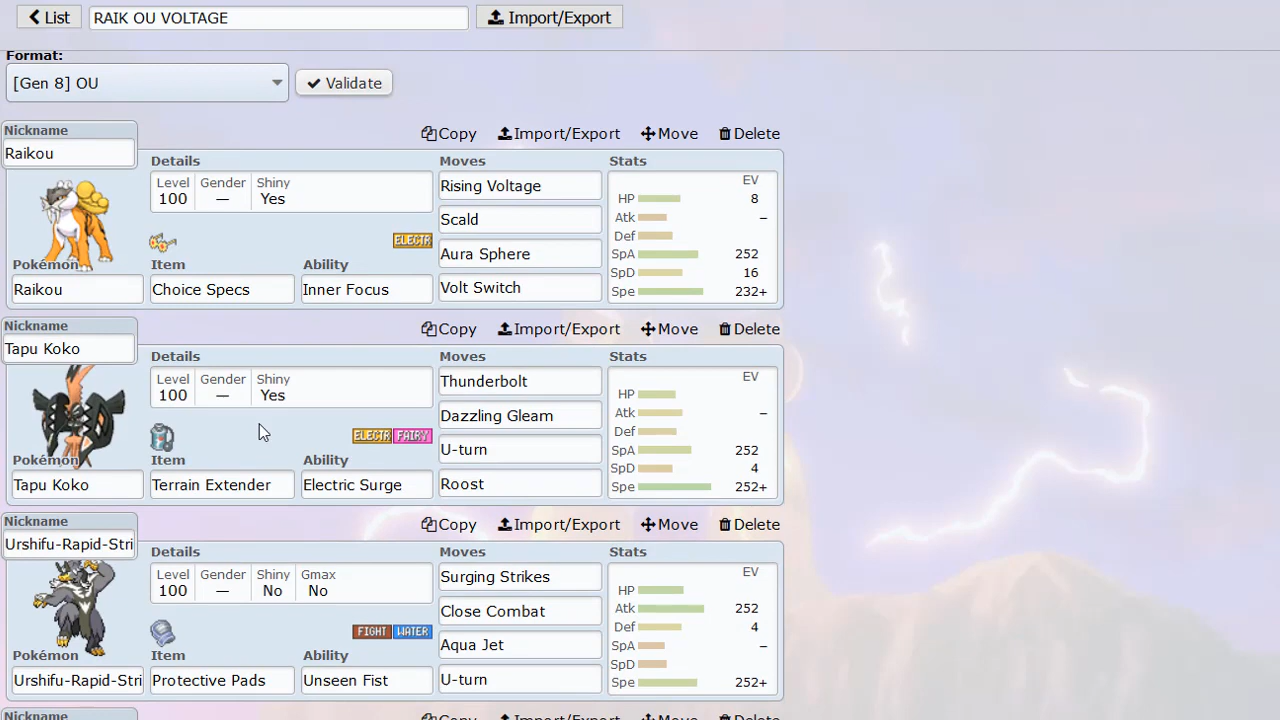 List
RAIK OU VOLTAGE
Import/Export
Format:
[Gen 8] OU
Validate
Nickname
Copy Import/Export Move Delete
Raikou
Details
Moves
Stats
Level Gender Shiny
100 — Yes
ELECTR
Pokémon
Raikou
Item
Choice Specs
Ability
Inner Focus
Rising Voltage
Scald
Aura Sphere
Volt Switch
EV
HP 8
Atk –
Def
SpA 252
SpD 16
Spe 232+
Nickname
Copy Import/Export Move Delete
Tapu Koko
Details
Moves
Stats
Level Gender Shiny
100 — Yes
ELECTR FAIRY
Pokémon
Tapu Koko
Item
Terrain Extender
Ability
Electric Surge
Thunderbolt
Dazzling Gleam
U-turn
Roost
EV
HP
Atk –
Def
SpA 252
SpD 4
Spe 252+
Nickname
Copy Import/Export Move Delete
Urshifu-Rapid-Stri
Details
Moves
Stats
Level Gender Shiny Gmax
100 — No No
FIGHT WATER
Pokémon
Urshifu-Rapid-Stri
Item
Protective Pads
Ability
Unseen Fist
Surging Strikes
Close Combat
Aqua Jet
U-turn
EV
HP
Atk 252
Def 4
SpA –
SpD
Spe 252+
Nickname
Copy Import/Export Move Delete